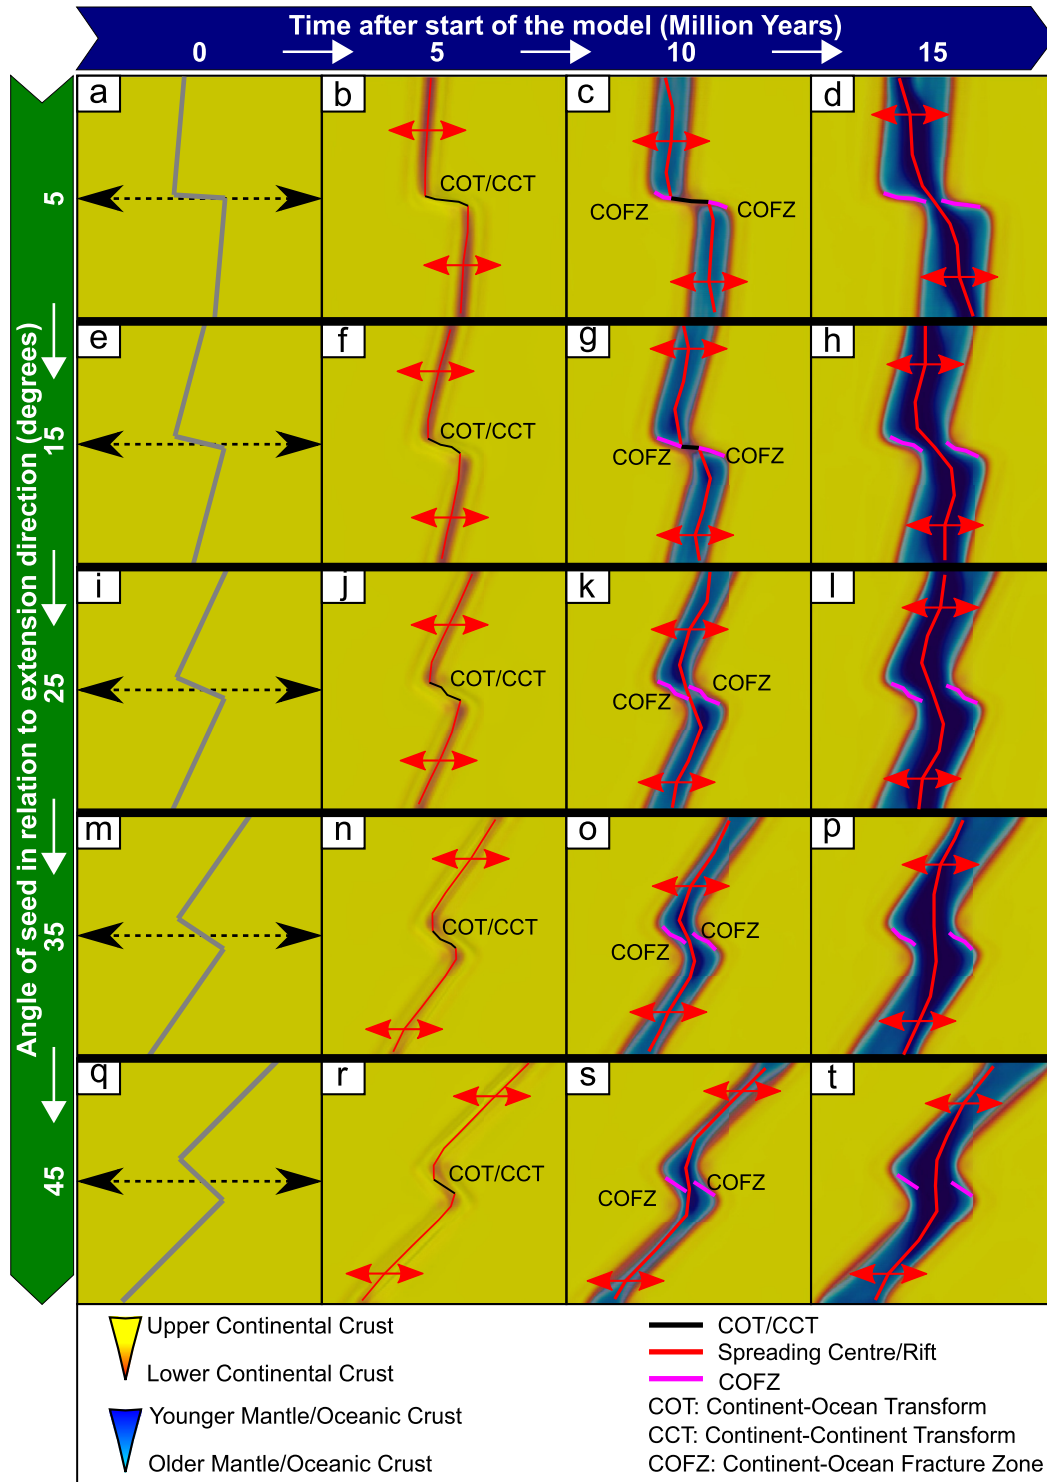 Time after start of the model (Million Years)
0 5 10 15
Angle of seed in relation to extension direction (degrees)
5
15
25
35
45
a
b
COT/CCT
c
COFZ
COFZ
d
e
f
COT/CCT
g
COFZ
COFZ
h
i
j
COT/CCT
k
COFZ
COFZ
l
m
n
COT/CCT
o
COFZ
COFZ
p
q
r
COT/CCT
s
COFZ
COFZ
t
Upper Continental Crust
Lower Continental Crust
Younger Mantle/Oceanic Crust
Older Mantle/Oceanic Crust
COT/CCT
Spreading Centre/Rift
COFZ
COT: Continent-Ocean Transform
CCT: Continent-Continent Transform
COFZ: Continent-Ocean Fracture Zone